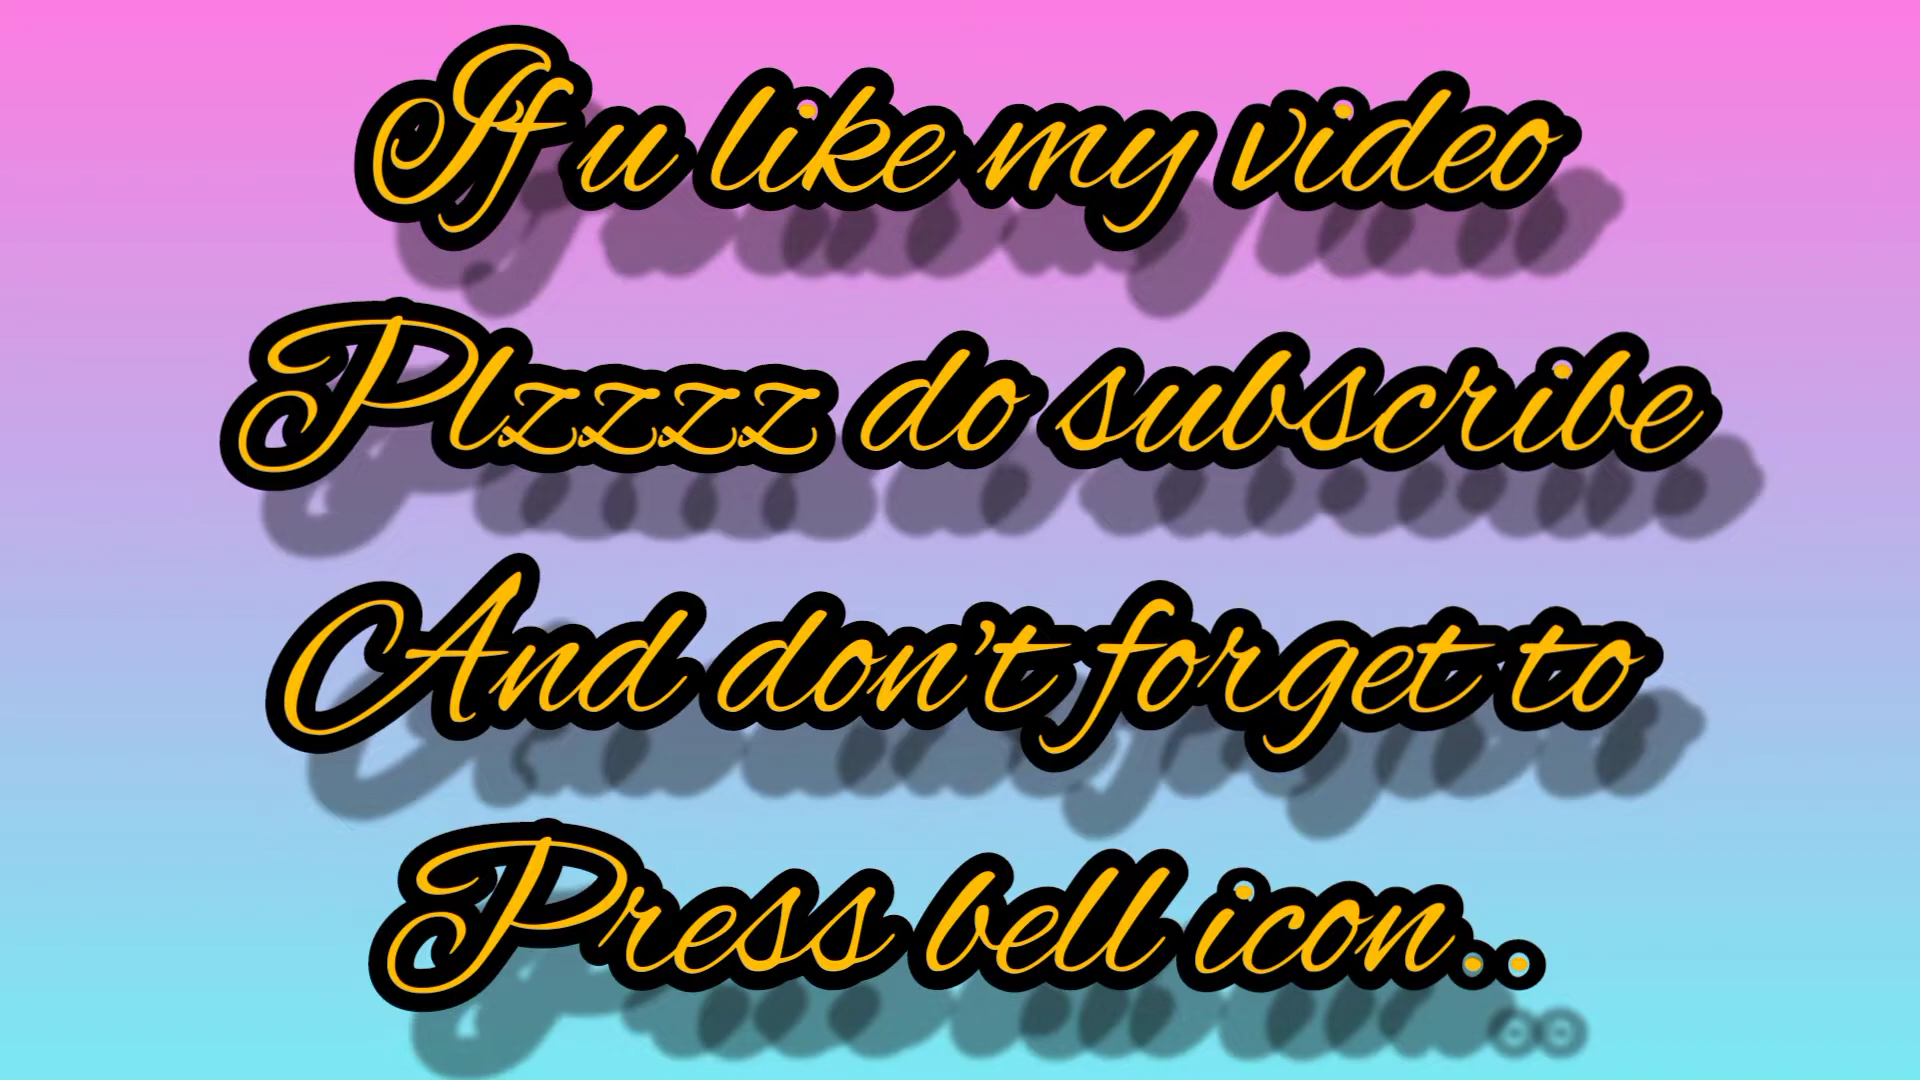 If u like my video
Plzzzz do subscribe
And don't forget to
Press bell icon..